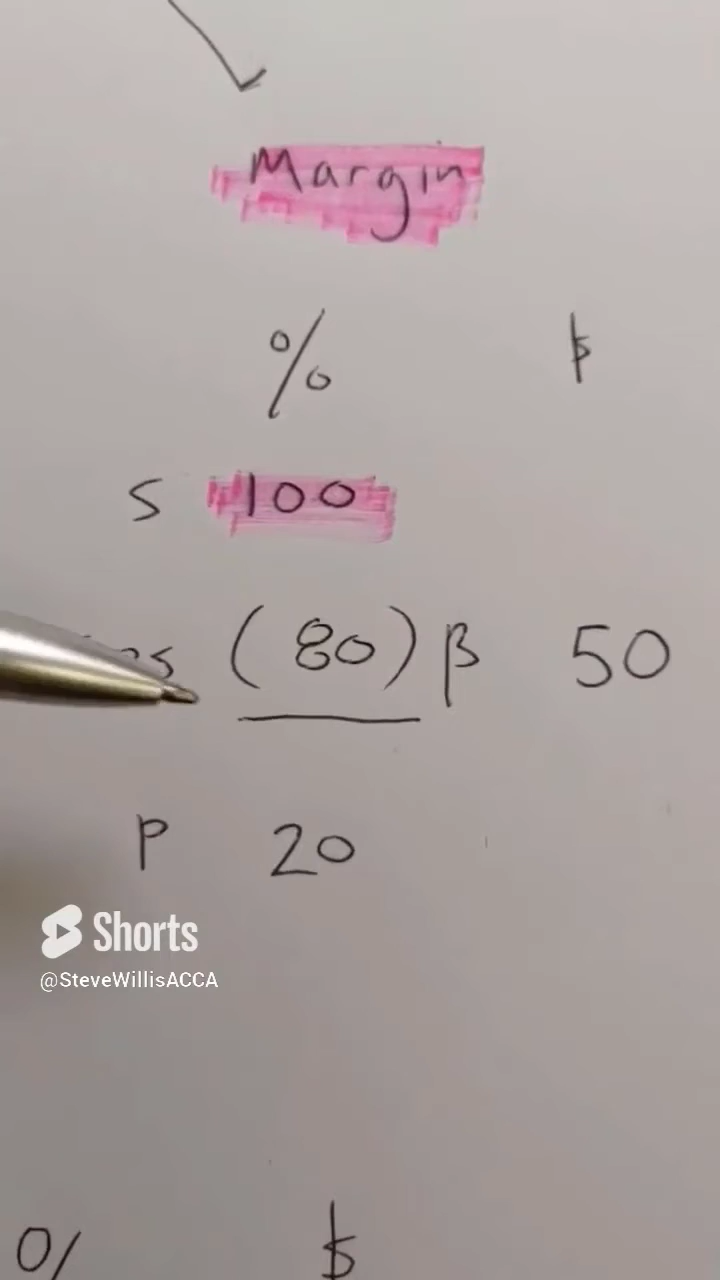 Margin
% $
S 100
(80) β 50
P 20
Shorts
@SteveWillisACCA
% $